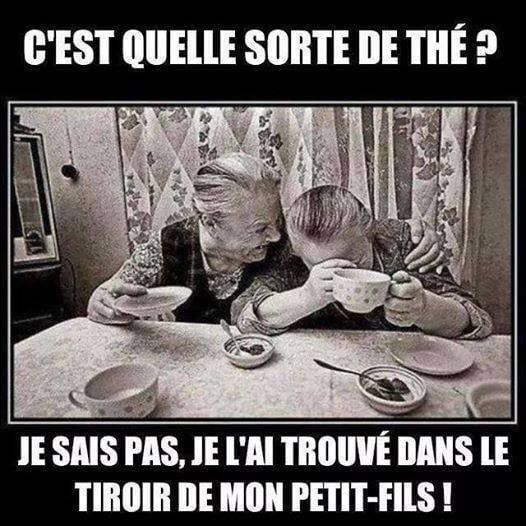 C'EST QUELLE SORTE DE THÉ ?
JE SAIS PAS, JE L'AI TROUVÉ DANS LE
TIROIR DE MON PETIT-FILS !